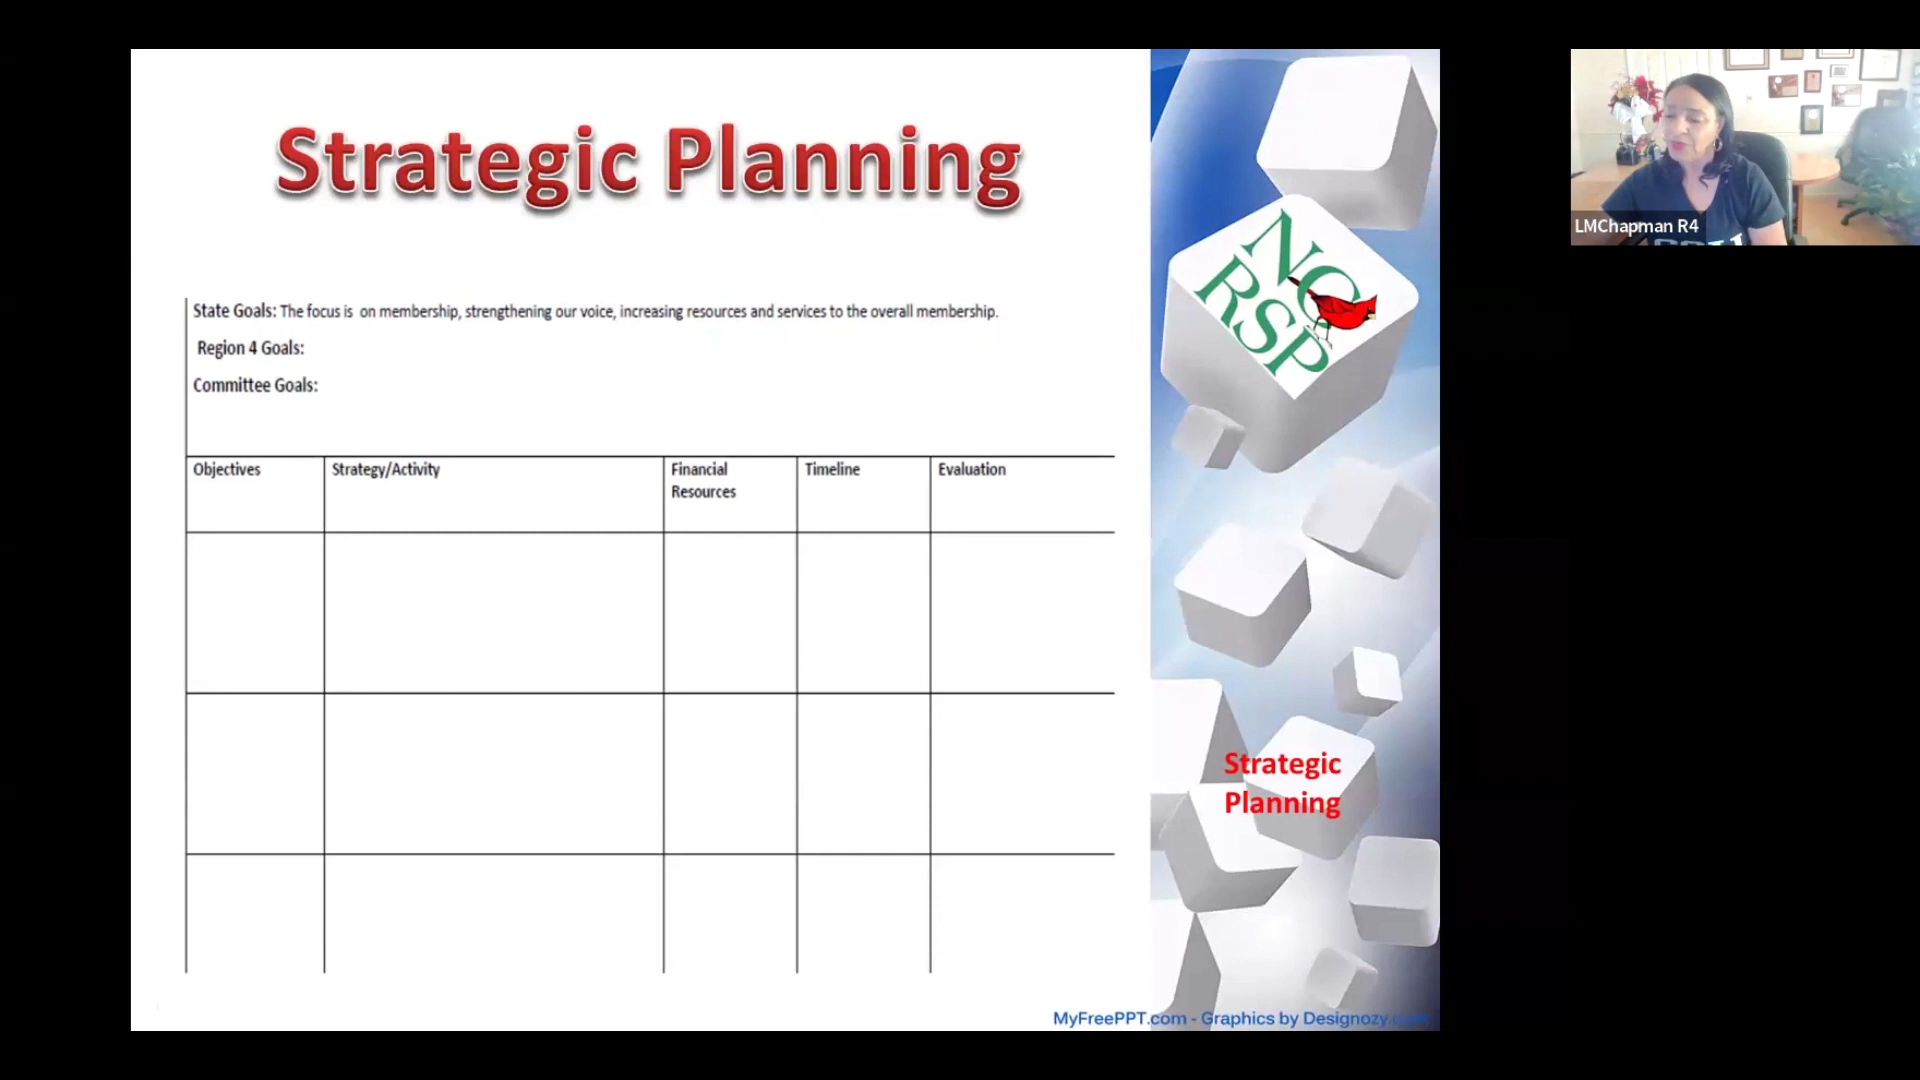 Strategic Planning
State Goals: The focus is on membership, strengthening our voice, increasing resources and services to the overall membership.
Region 4 Goals:
Committee Goals:
Objectives
Strategy/Activity
Financial
Resources
Timeline
Evaluation
NC
RSP
Strategic
Planning
MyFreePPT.com - Graphics by Designozy.com
LMChapman R4